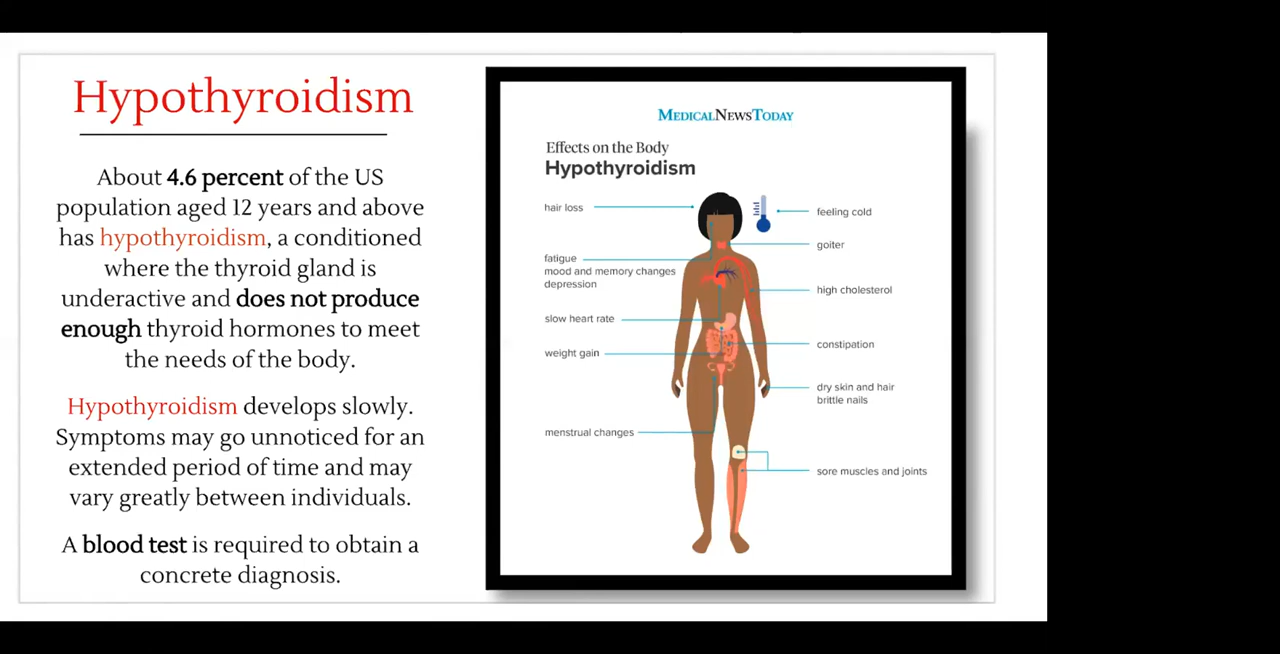 Hypothyroidism
About 4.6 percent of the US
population aged 12 years and above
has hypothyroidism, a conditioned
where the thyroid gland is
underactive and does not produce
enough thyroid hormones to meet
the needs of the body.
Hypothyroidism develops slowly.
Symptoms may go unnoticed for an
extended period of time and may
vary greatly between individuals.
A blood test is required to obtain a
concrete diagnosis.
MEDICALNEWSTODAY
Effects on the Body
Hypothyroidism
hair loss
fatigue
mood and memory changes
depression
slow heart rate
weight gain
menstrual changes
feeling cold
goiter
high cholesterol
constipation
dry skin and hair
brittle nails
sore muscles and joints